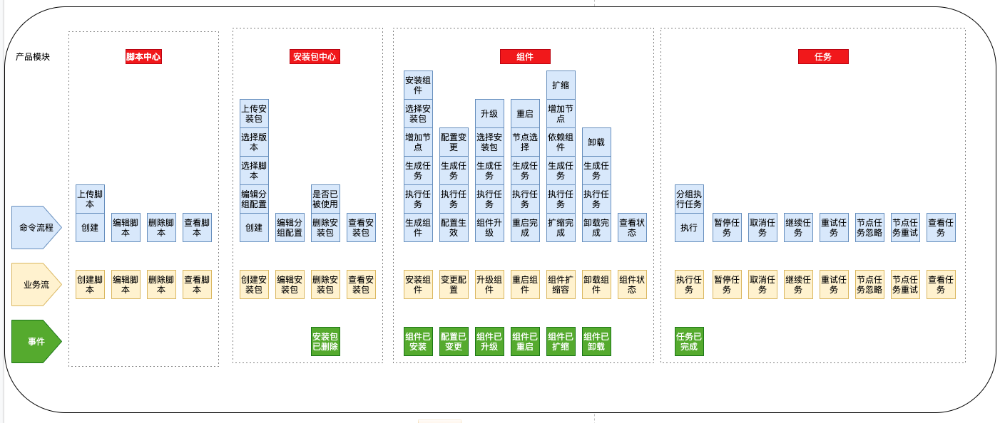 产品模块
脚本中心
安装包中心
组件
任务
上传脚
本
创建
编辑脚
本
删除脚
本
查看脚
本
上传安
装包
选择版
本
选择脚
本
编辑分
组配置
创建
编辑分
组配置
是否已
被使用
删除安
装包
查看安
装包
安装组
件
选择安
装包
增加节
点
生成任
务
执行任
务
生成组
件
配置变
更
生成任
务
执行任
务
配置生
效
升级
选择安
装包
生成任
务
执行任
务
组件升
级
重启
节点选
择
生成任
务
执行任
务
重启完
成
扩缩
增加节
点
依赖组
件
生成任
务
执行任
务
扩缩完
成
卸载
生成任
务
执行任
务
卸载完
成
查看状
态
分组执
行任务
执行
暂停任
务
取消任
务
继续任
务
重试任
务
节点任
务忽略
节点任
务重试
查看任
务
命令流程
业务流
创建脚
本
编辑脚
本
删除脚
本
查看脚
本
创建安
装包
编辑安
装包
删除安
装包
查看安
装包
安装组
件
变更配
置
升级组
件
重启组
件
组件扩
缩容
卸载组
件
组件状
态
执行任
务
暂停任
务
取消任
务
继续任
务
重试任
务
节点任
务忽略
节点任
务重试
查看任
务
事件
安装包
已删除
组件已
安装
配置已
变更
组件已
升级
组件已
重启
组件已
扩缩
组件已
卸载
任务已
完成